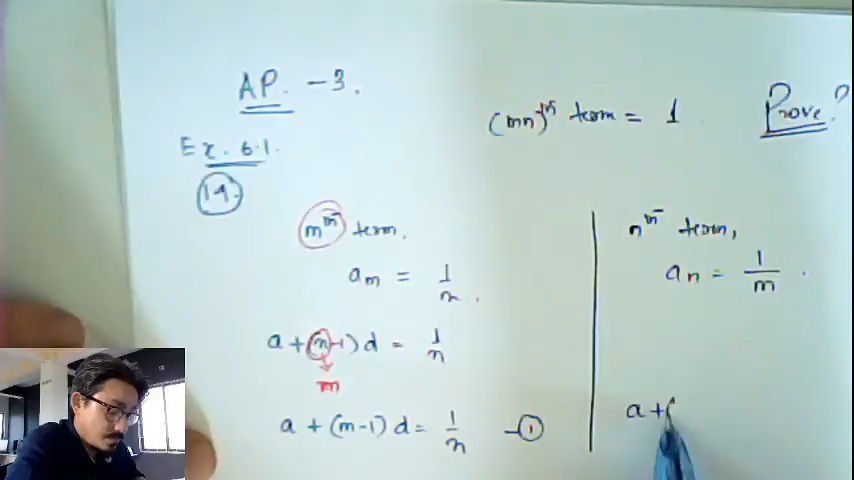 AP. - 3.
(mn)th term = 1 Prove?
Ex. 6.1.
19.
mth term,
am = 1/n.
a + (n-1)d = 1/n
m
a + (m-1)d = 1/n - 1
nth term,
an = 1/m.
a + (